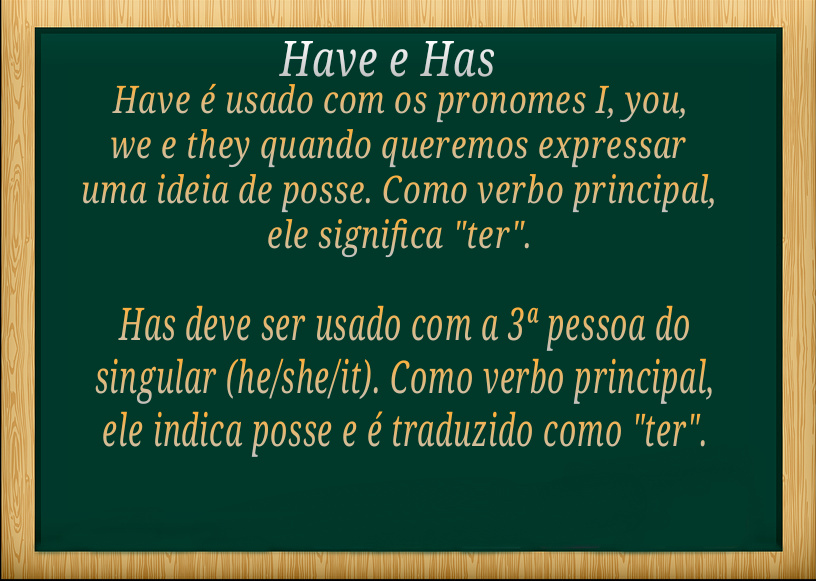 Have e Has
Have é usado com os pronomes I, you,
we e they quando queremos expressar
uma ideia de posse. Como verbo principal,
ele significa "ter".
Has deve ser usado com a 3ª pessoa do
singular (he/she/it). Como verbo principal,
ele indica posse e é traduzido como "ter".